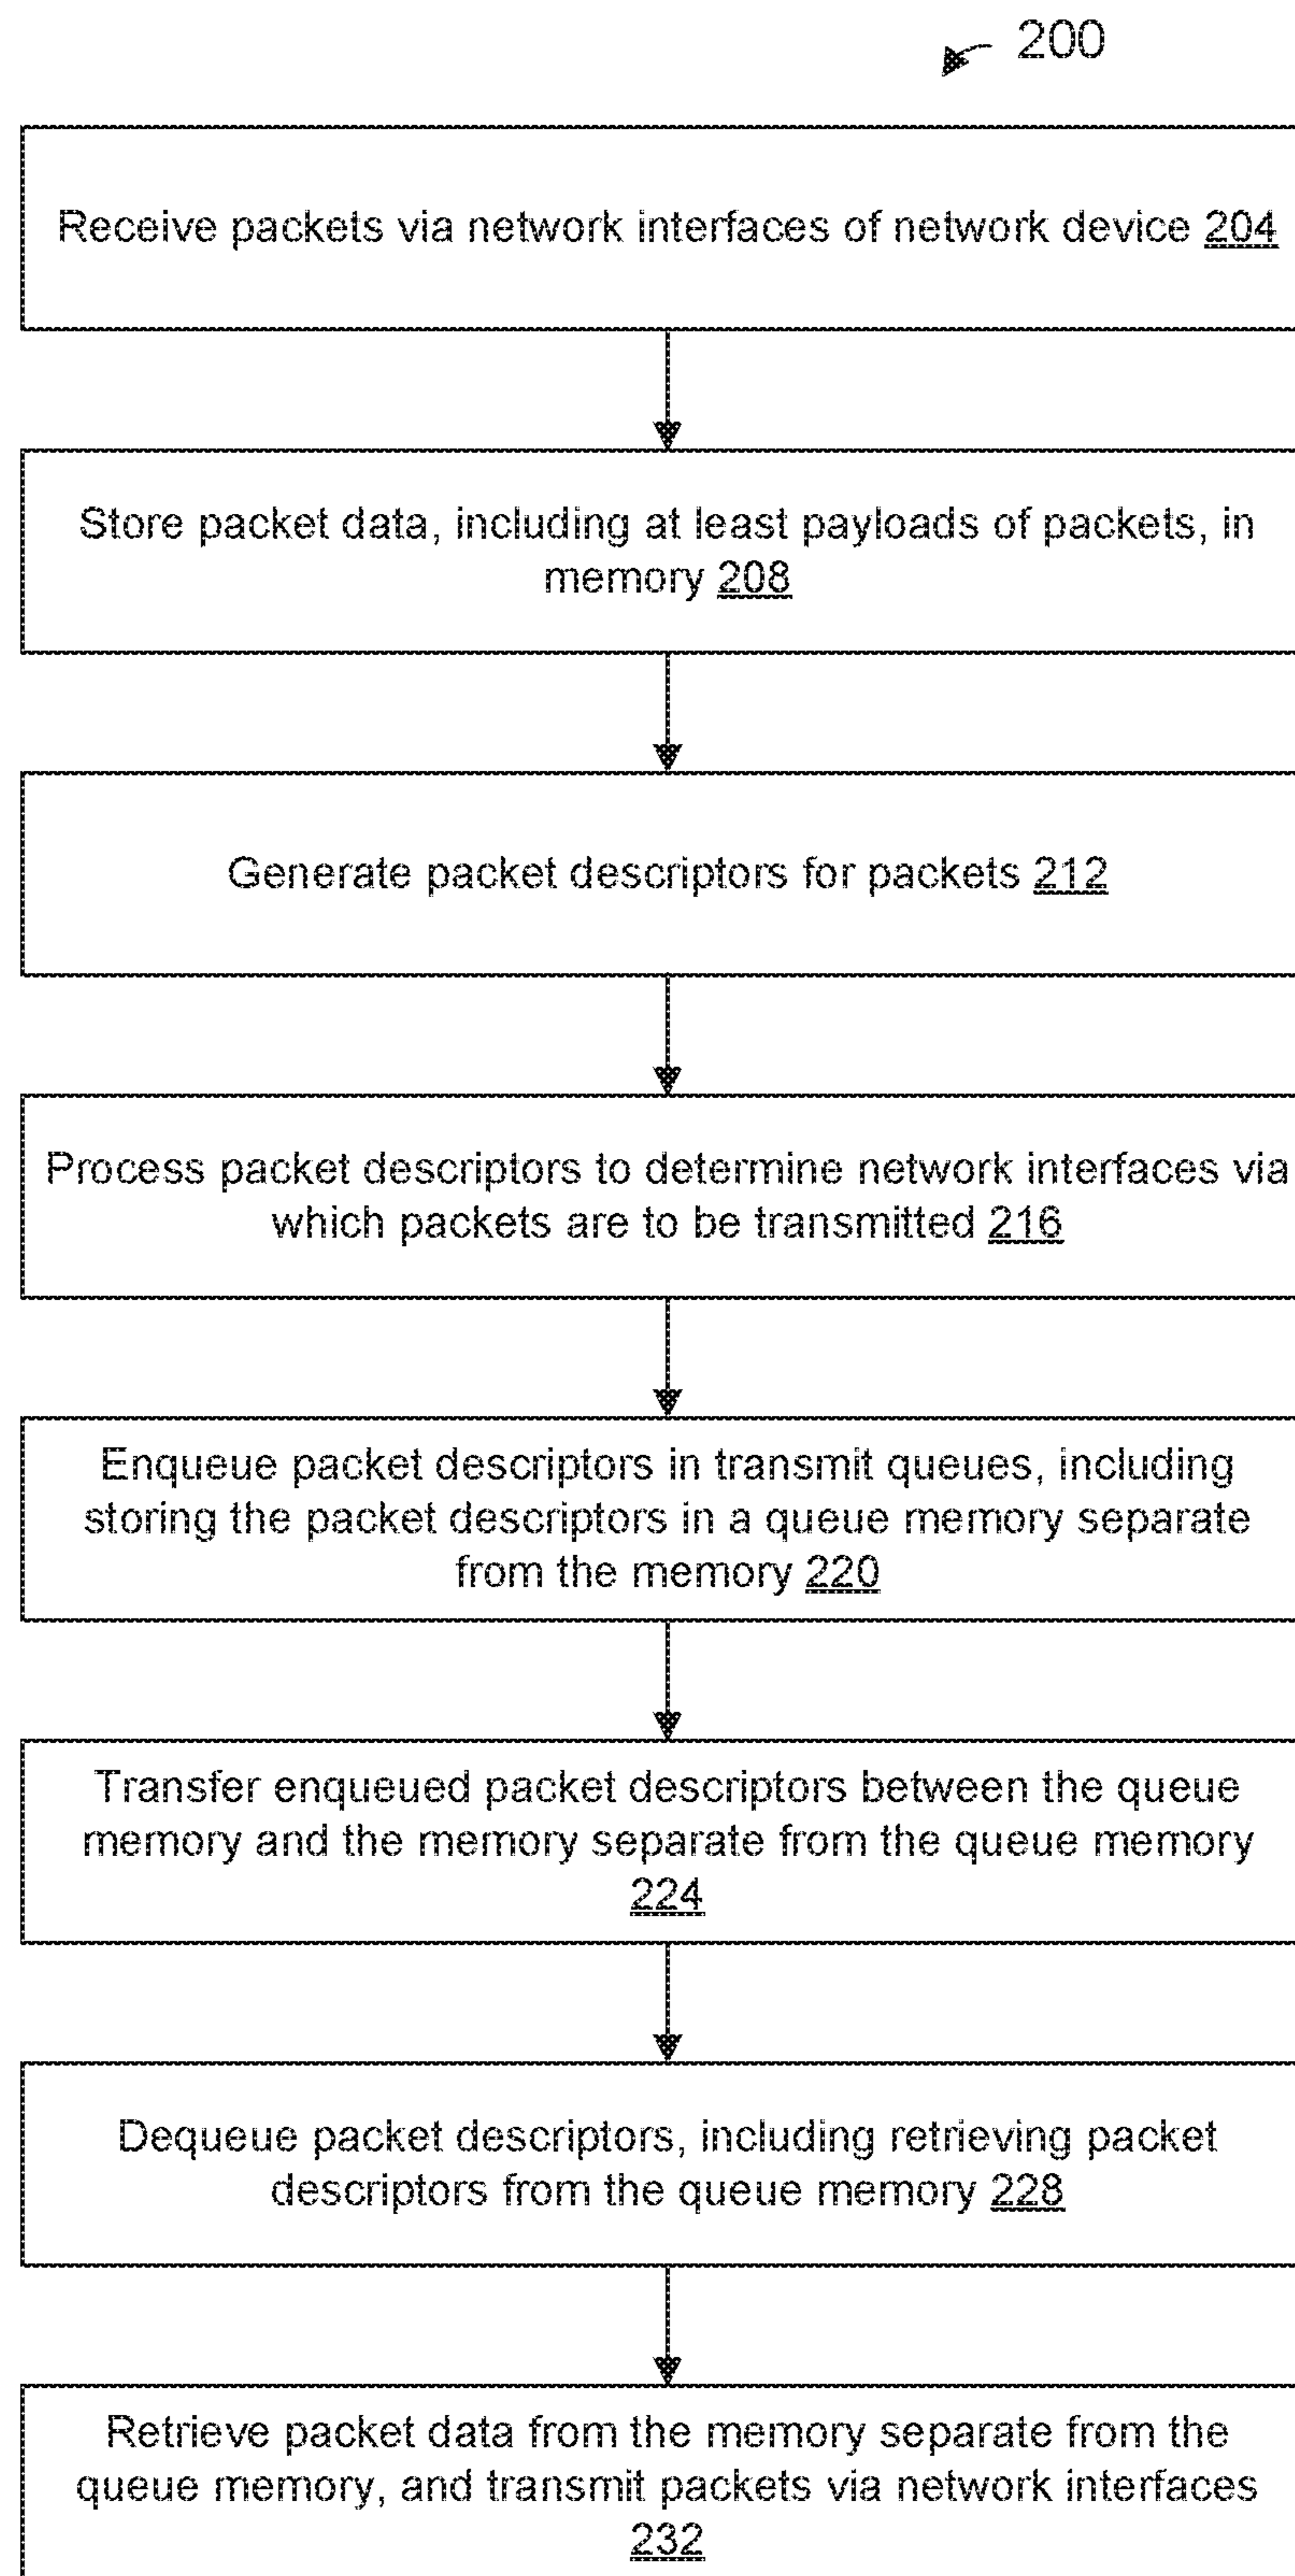 200
Receive packets via network interfaces of network device 204
Store packet data, including at least payloads of packets, in
memory 208
Generate packet descriptors for packets 212
Process packet descriptors to determine network interfaces via
which packets are to be transmitted 216
Enqueue packet descriptors in transmit queues, including
storing the packet descriptors in a queue memory separate
from the memory 220
Transfer enqueued packet descriptors between the queue
memory and the memory separate from the queue memory
224
Dequeue packet descriptors, including retrieving packet
descriptors from the queue memory 228
Retrieve packet data from the memory separate from the
queue memory, and transmit packets via network interfaces
232